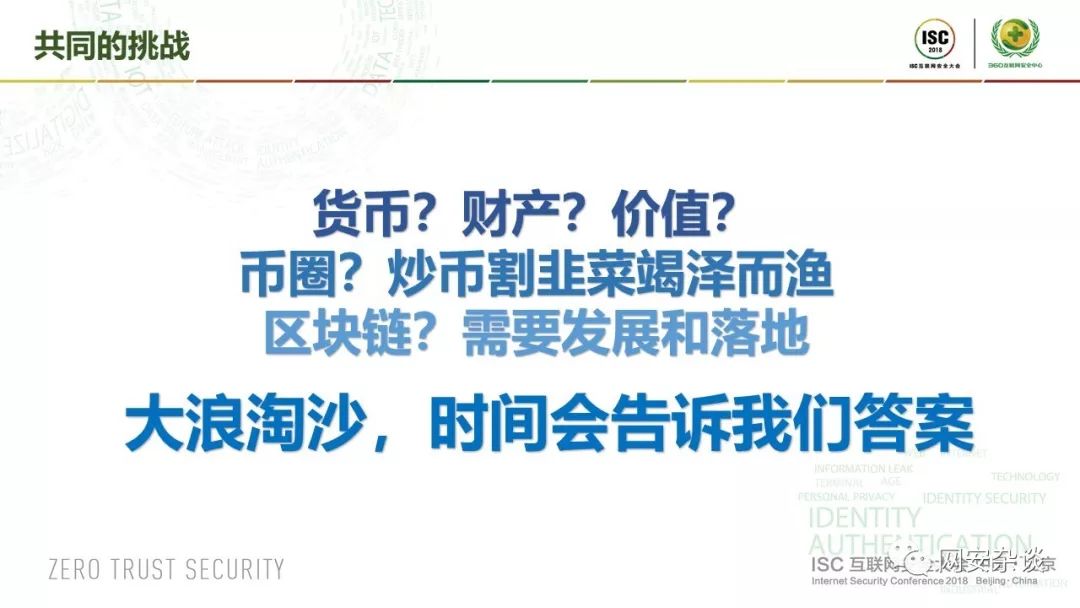 共同的挑战
ISC
2018
ISC互联网安全大会
360互联网安全中心
货币？财产？价值？
币圈？炒币割韭菜竭泽而渔
区块链？需要发展和落地
大浪淘沙，时间会告诉我们答案
INFORMATION LEAK
TECHNOLOGY
TERMINAL
AGE
PERSONAL PRIVACY
IDENTITY SECURITY
IDENTITY
AUTHENTICATION
ZERO TRUST SECURITY
网安杂谈
ISC 互联网
Internet Security Conference 2018 Beijing · China